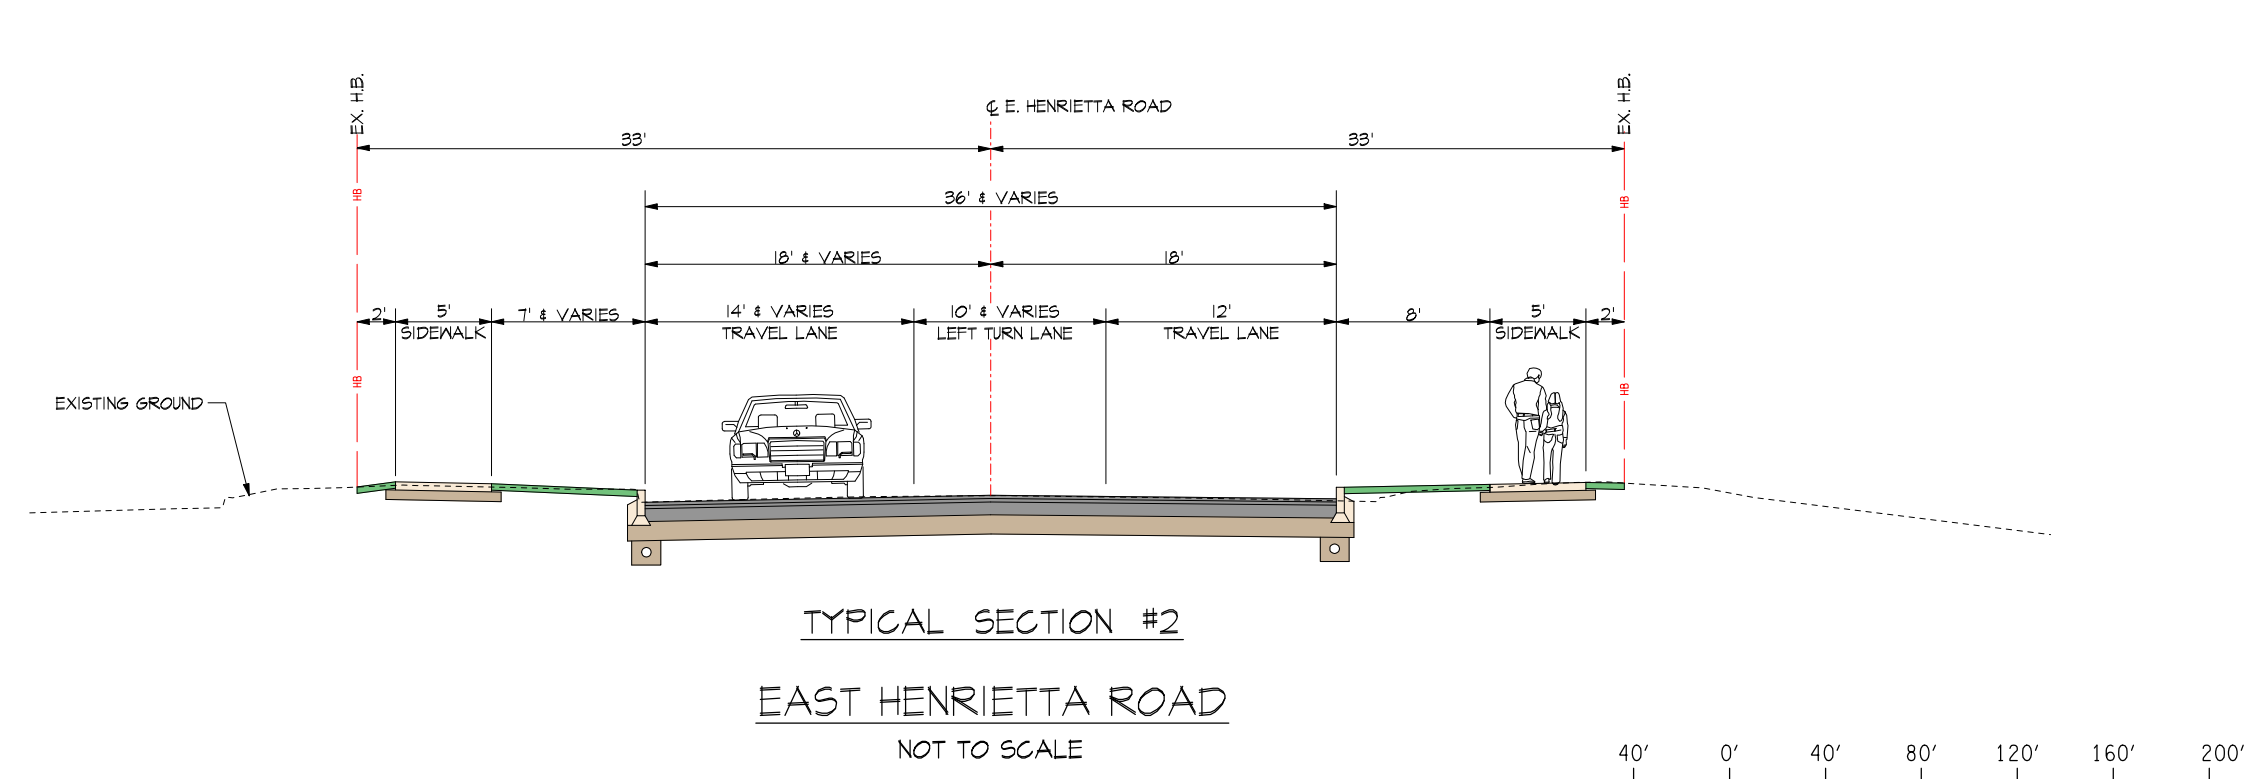 EX. H.B.
EX. H.B.
℄ E. HENRIETTA ROAD
33' 33'
HB HB
36' & VARIES
18' & VARIES 18'
2' 5' 7' & VARIES 14' & VARIES 10' & VARIES 12' 8' 5' 2'
SIDEWALK TRAVEL LANE LEFT TURN LANE TRAVEL LANE SIDEWALK
HB HB
EXISTING GROUND
TYPICAL SECTION #2
EAST HENRIETTA ROAD
NOT TO SCALE
40' 0' 40' 80' 120' 160' 200'